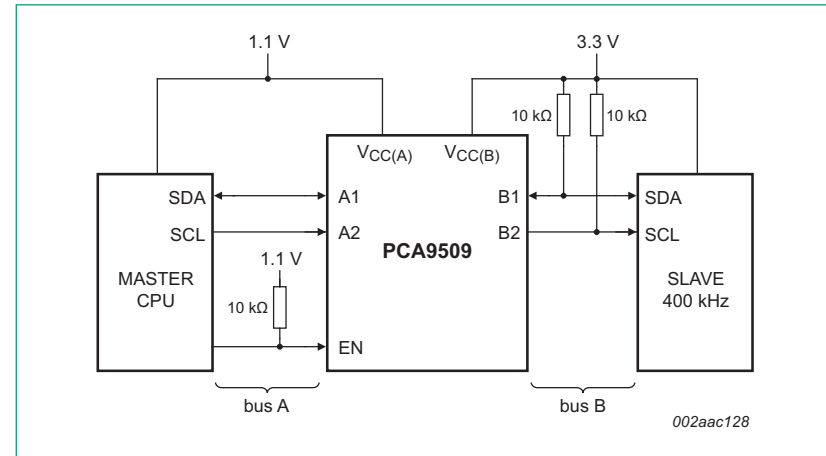 1.1 V
3.3 V
10 kΩ
10 kΩ
VCC(A)
VCC(B)
SDA
A1
B1
SDA
SCL
A2
B2
SCL
PCA9509
1.1 V
MASTER
CPU
SLAVE
400 kHz
10 kΩ
EN
bus A
bus B
002aac128